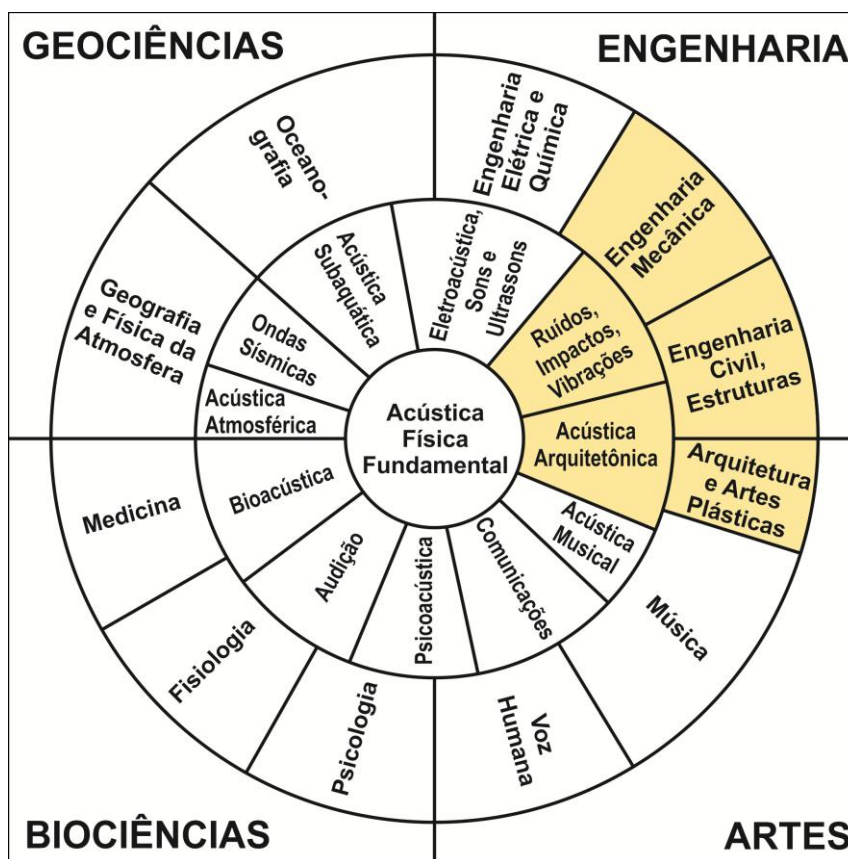 GEOCIÊNCIAS
ENGENHARIA
Oceano-
grafia
Engenharia
Elétrica e
Química
Engenharia
Mecânica
Engenharia
Civil,
Estruturas
Arquitetura
e Artes
Plásticas
Música
Voz
Humana
Psicologia
Fisiologia
Medicina
Geografia
e Física da
Atmosfera
Acústica
Subaquática
Eletroacústica,
Sons e
Ultrassons
Ruídos,
Impactos,
Vibrações
Acústica
Arquitetônica
Acústica
Musical
Comunicações
Psicoacústica
Audição
Bioacústica
Acústica
Atmosférica
Ondas
Sísmicas
Acústica
Física
Fundamental
BIOCIÊNCIAS
ARTES